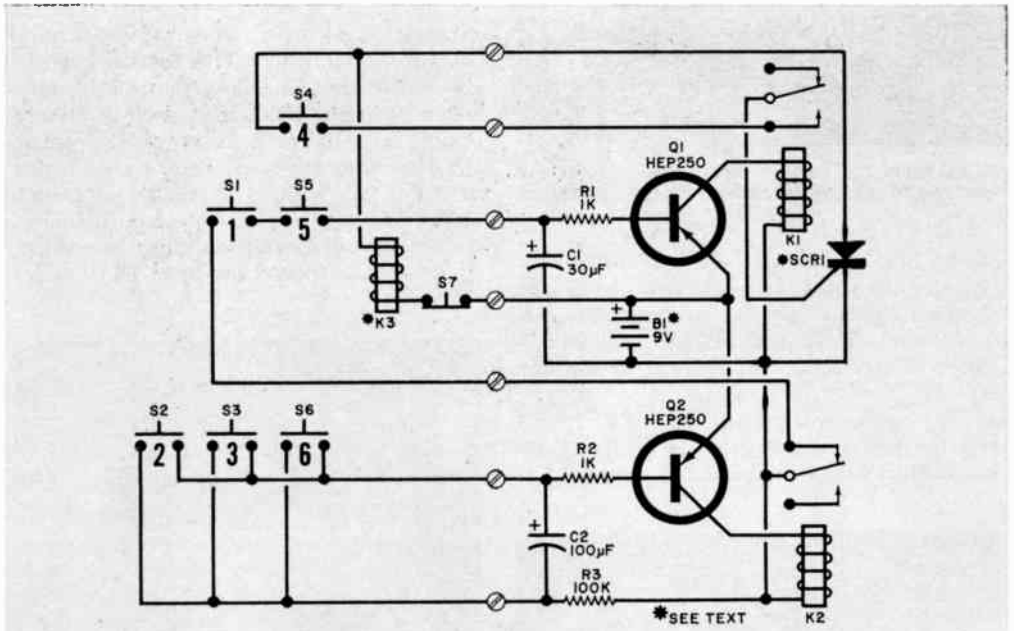 S4
4
Q1
HEP250
S1
S5
R1
1K
1
5
+
C1
30µF
K1
✱SCR1
S7
✱K3
+
B1✱
9V
S2
S3
S6
Q2
HEP250
2
3
6
R2
1K
+
C2
100µF
R3
100K
✱SEE TEXT
K2